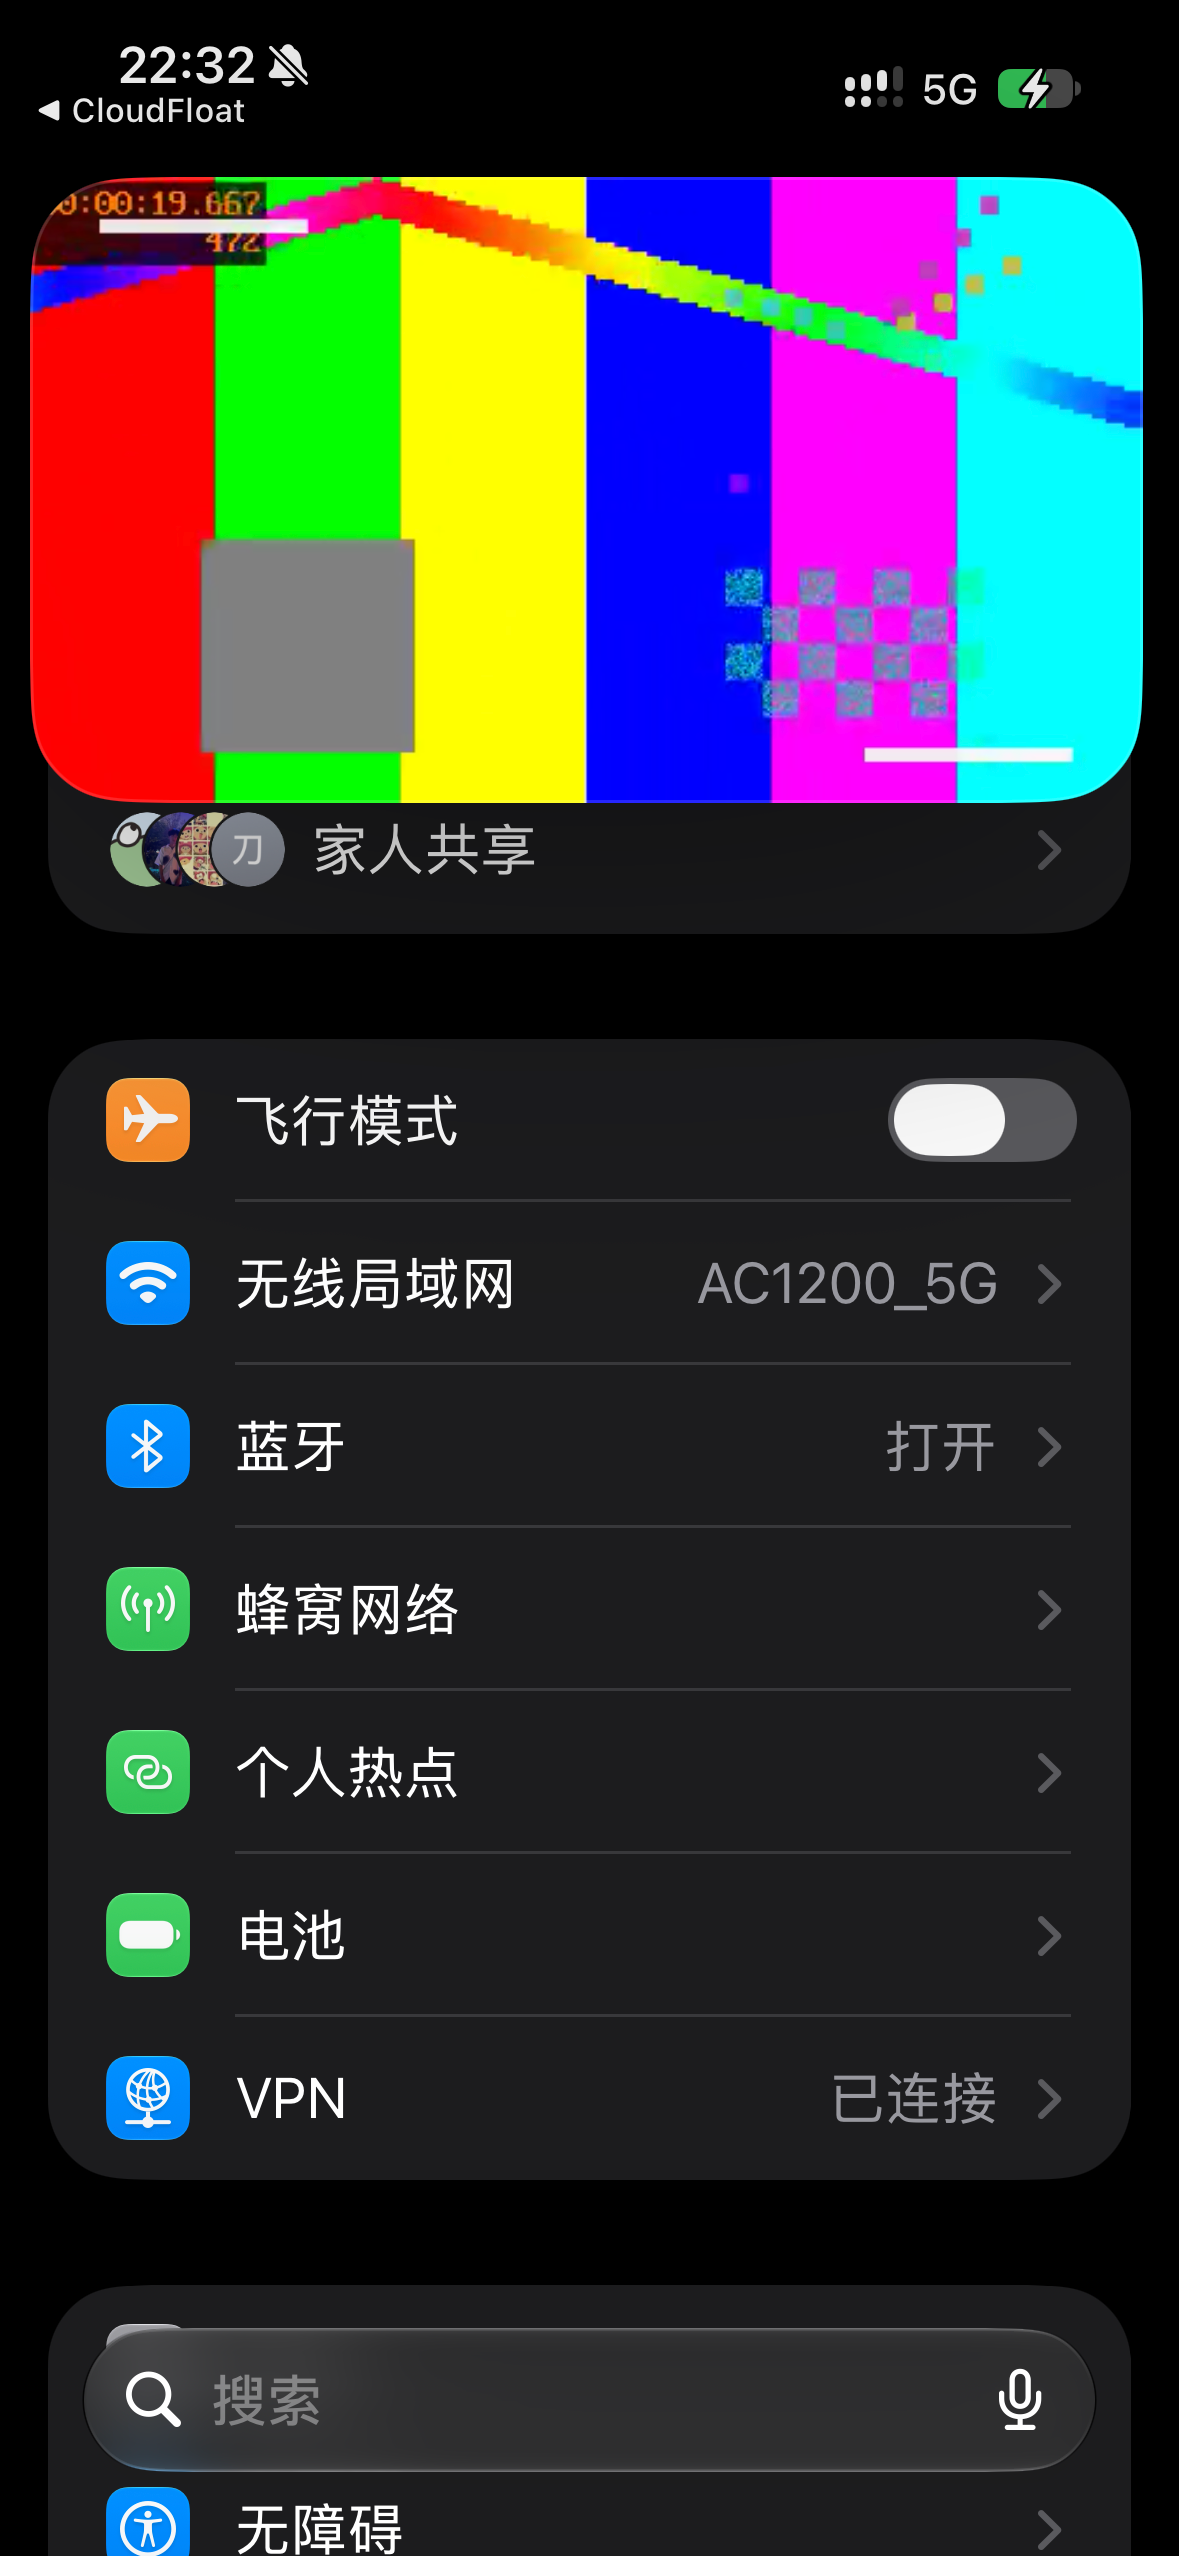 22:32
5G
CloudFloat
0:00:19.667
472
刀
家人共享
飞行模式
无线局域网 AC1200_5G
蓝牙 打开
蜂窝网络
个人热点
电池
VPN 已连接
搜索
无障碍